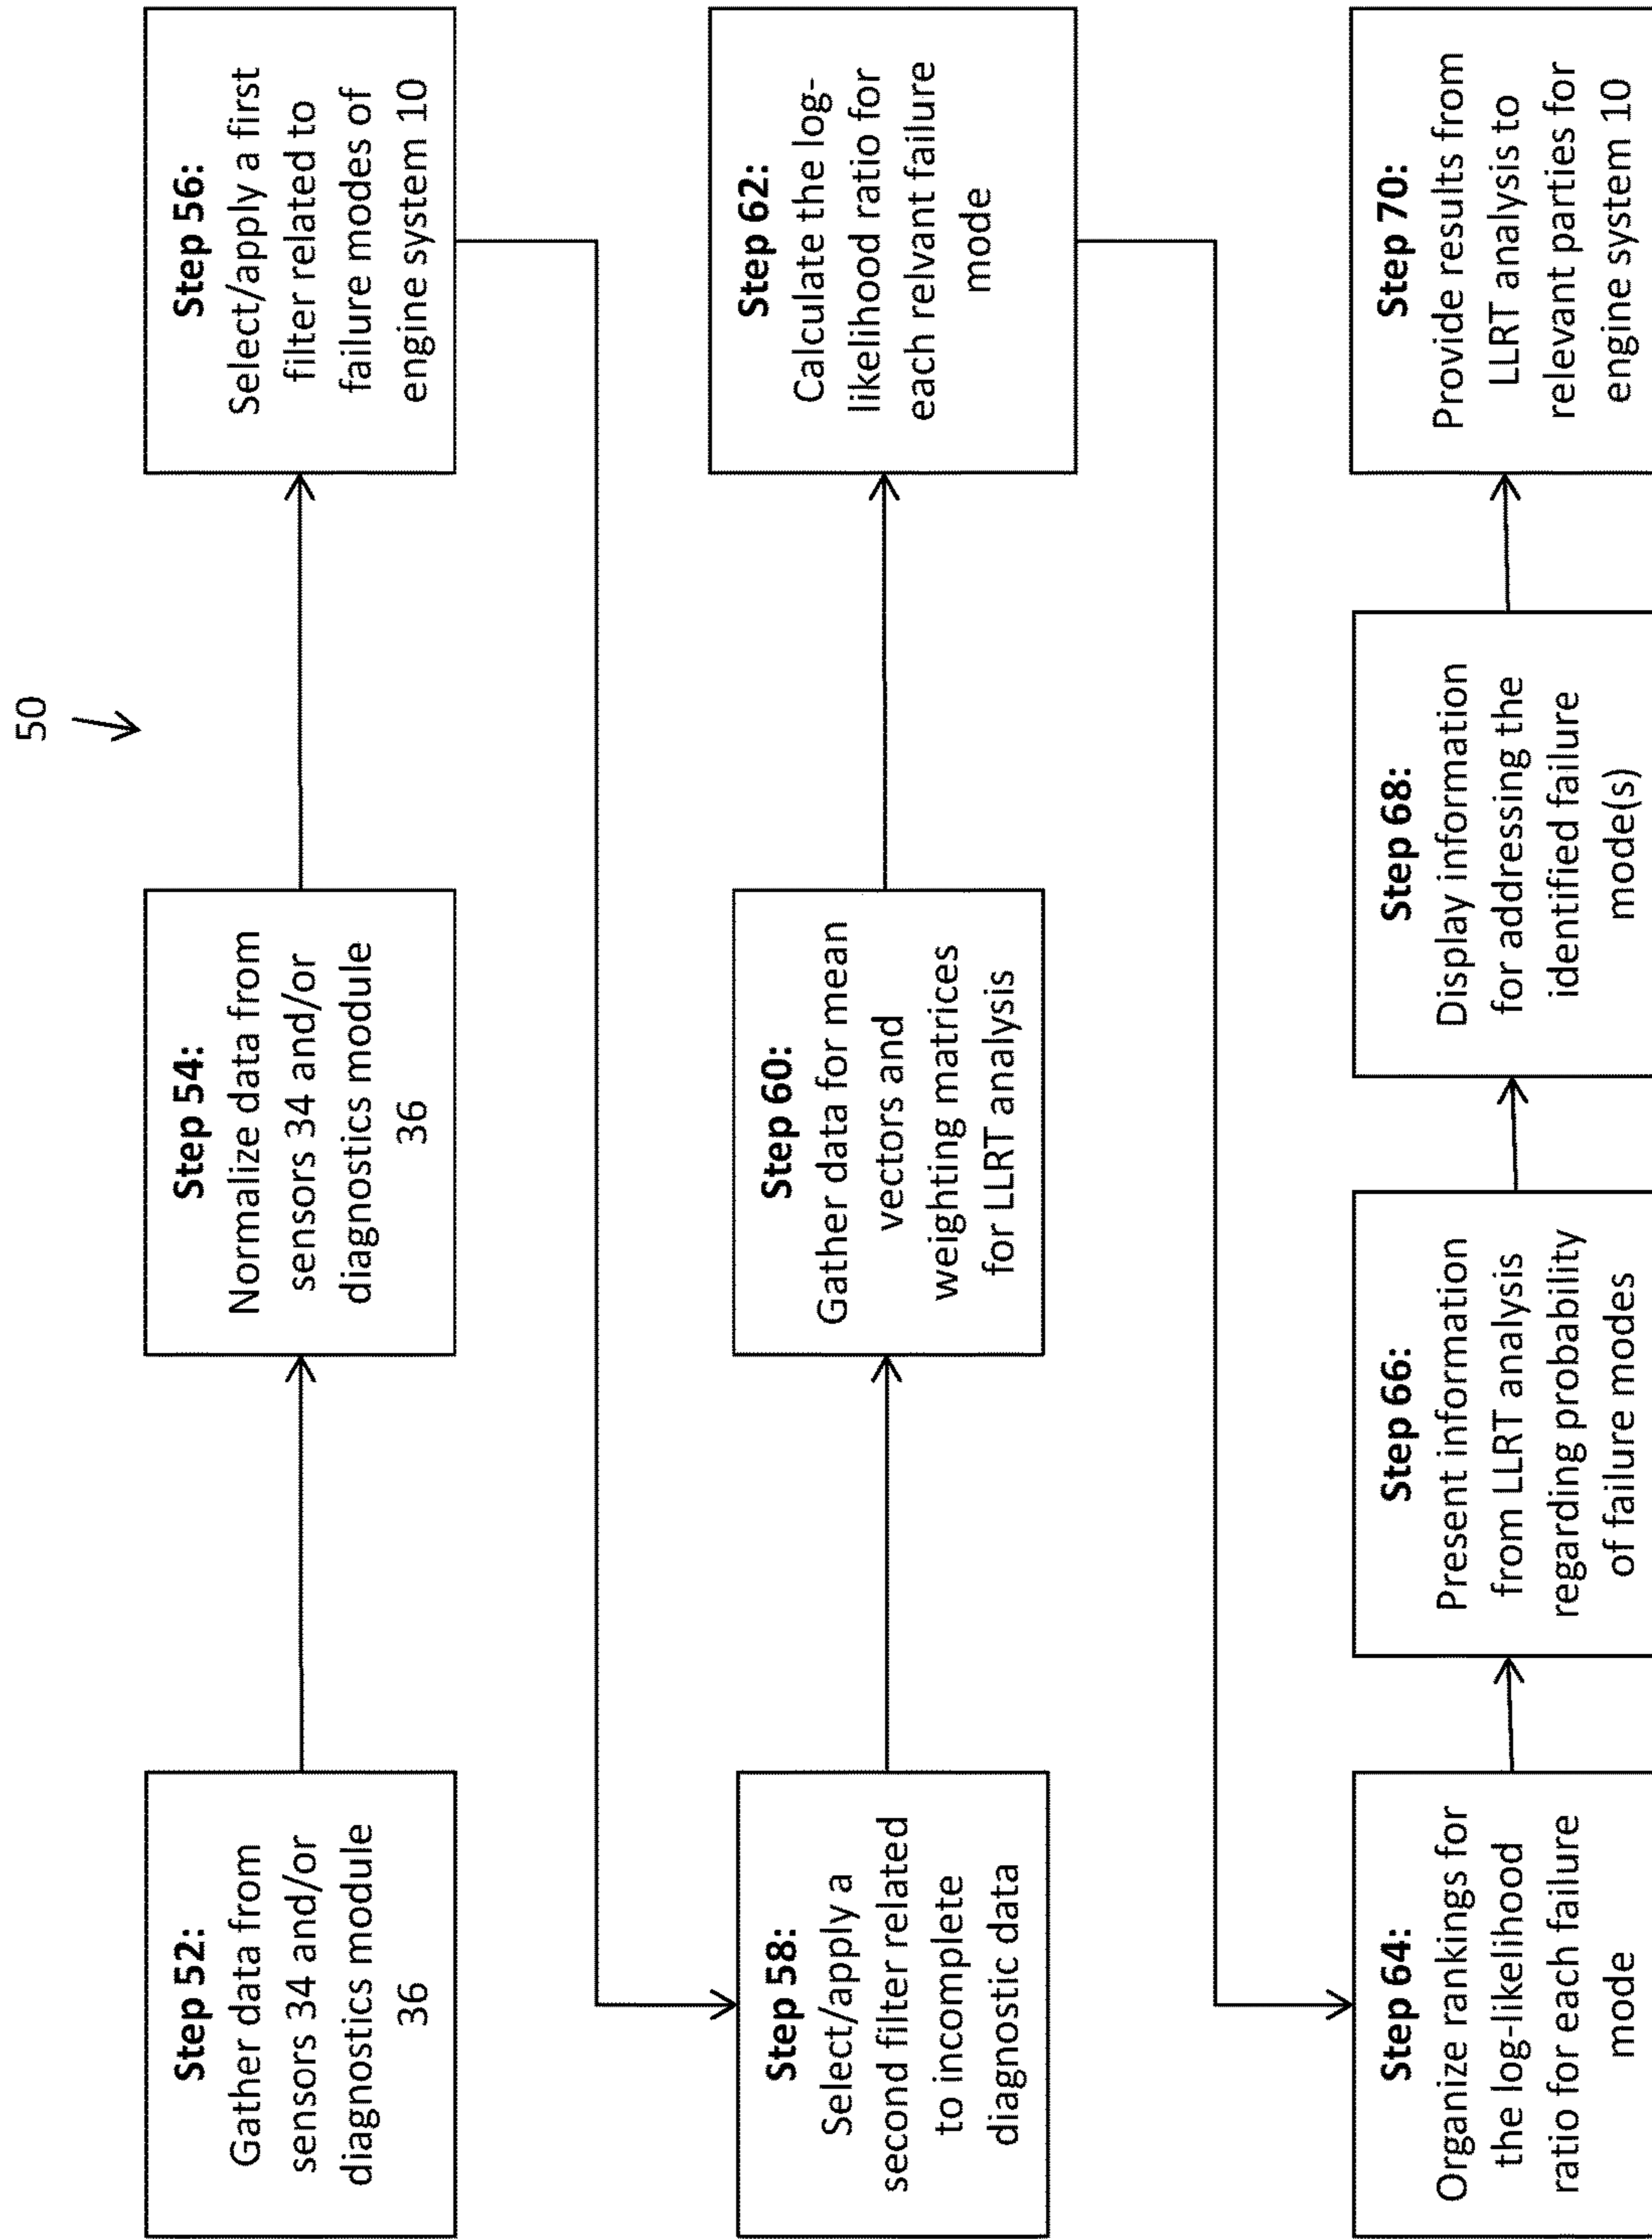 50
Step 52:
Gather data from
sensors 34 and/or
diagnostics module
36
Step 54:
Normalize data from
sensors 34 and/or
diagnostics module
36
Step 56:
Select/apply a first
filter related to
failure modes of
engine system 10
Step 58:
Select/apply a
second filter related
to incomplete
diagnostic data
Step 60:
Gather data for mean
vectors and
weighting matrices
for LLRT analysis
Step 62:
Calculate the log-
likelihood ratio for
each relvant failure
mode
Step 64:
Organize rankings for
the log-likelihood
ratio for each failure
mode
Step 66:
Present information
from LLRT analysis
regarding probability
of failure modes
Step 68:
Display information
for addressing the
identified failure
mode(s)
Step 70:
Provide results from
LLRT analysis to
relevant parties for
engine system 10